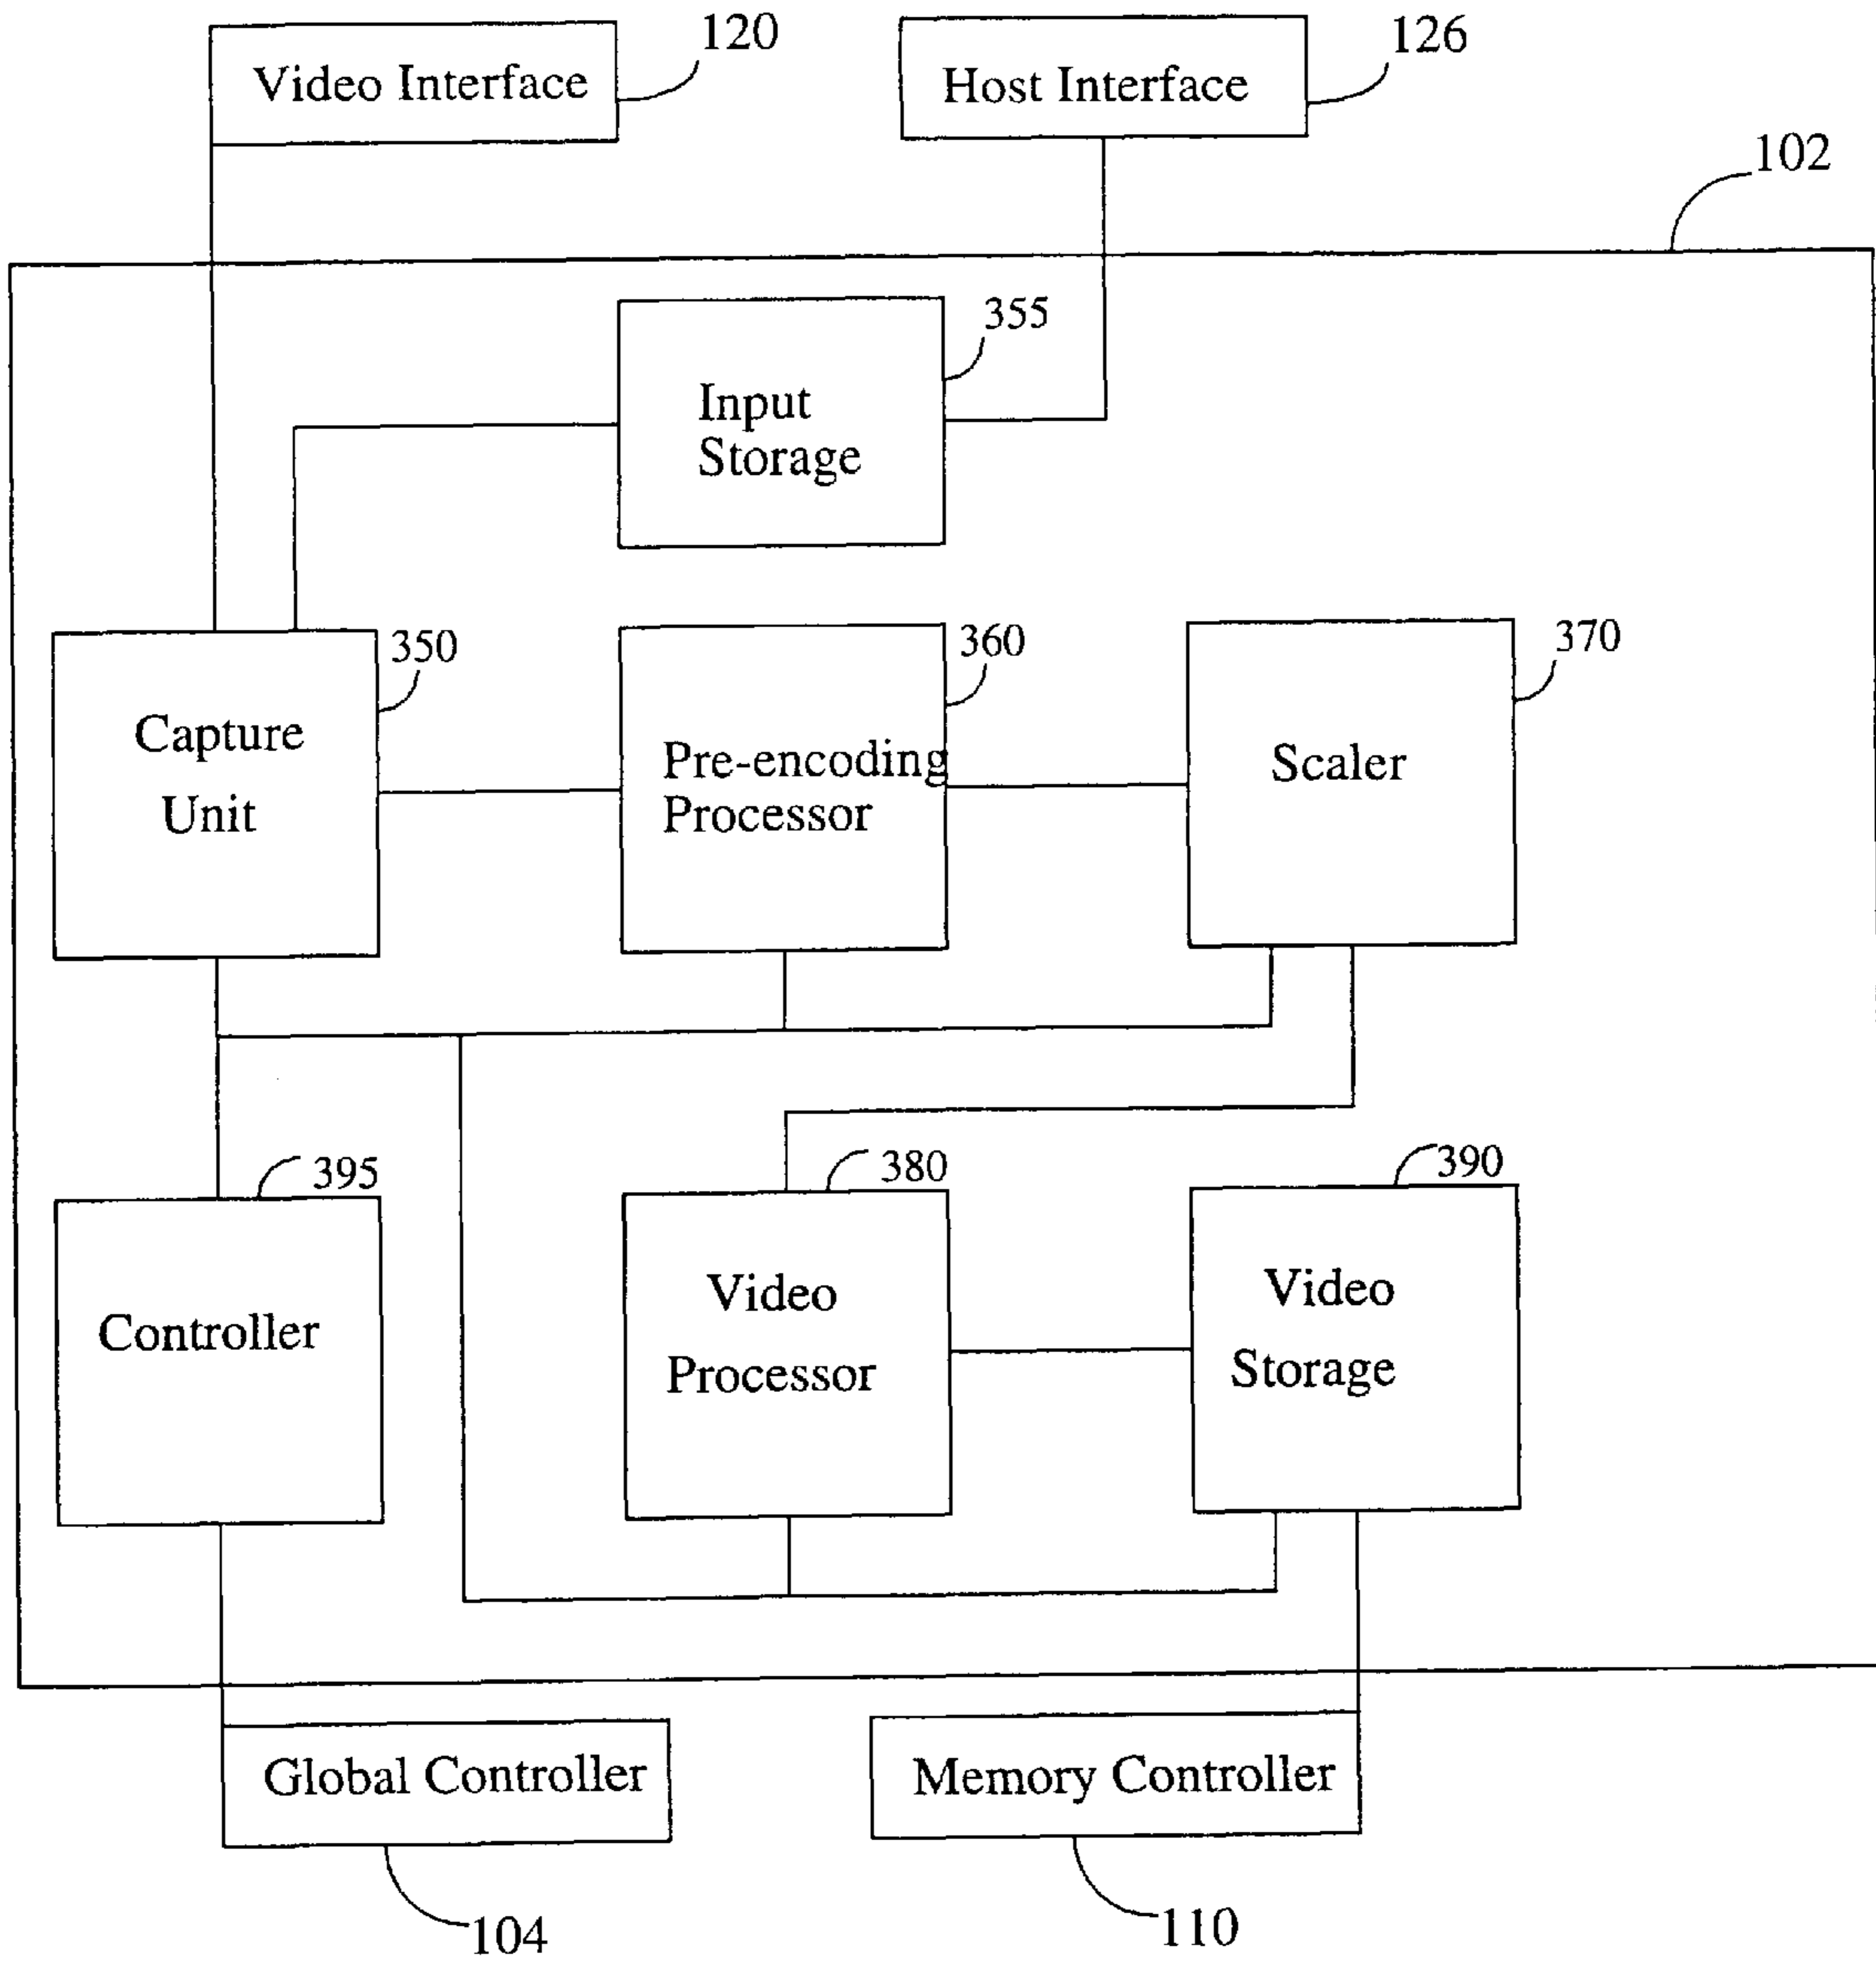 120
Video Interface
126
Host Interface
102
355
Input
Storage
350
Capture
Unit
360
Pre-encoding
Processor
370
Scaler
395
Controller
380
Video
Processor
390
Video
Storage
Global Controller
Memory Controller
104
110